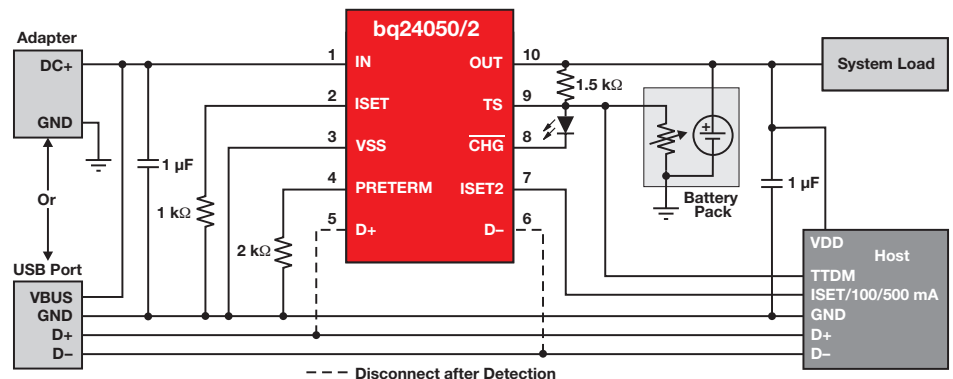 bq24050/2
Adapter
DC+
GND
Or
USB Port
VBUS
GND
D+
D–
1 µF
1 kΩ
2 kΩ
1 IN
2 ISET
3 VSS
4 PRETERM
5 D+
OUT 10
TS 9
CHG 8
ISET2 7
D– 6
1.5 kΩ
Battery
Pack
1 µF
System Load
VDD
Host
TTDM
ISET/100/500 mA
GND
D+
D–
Disconnect after Detection